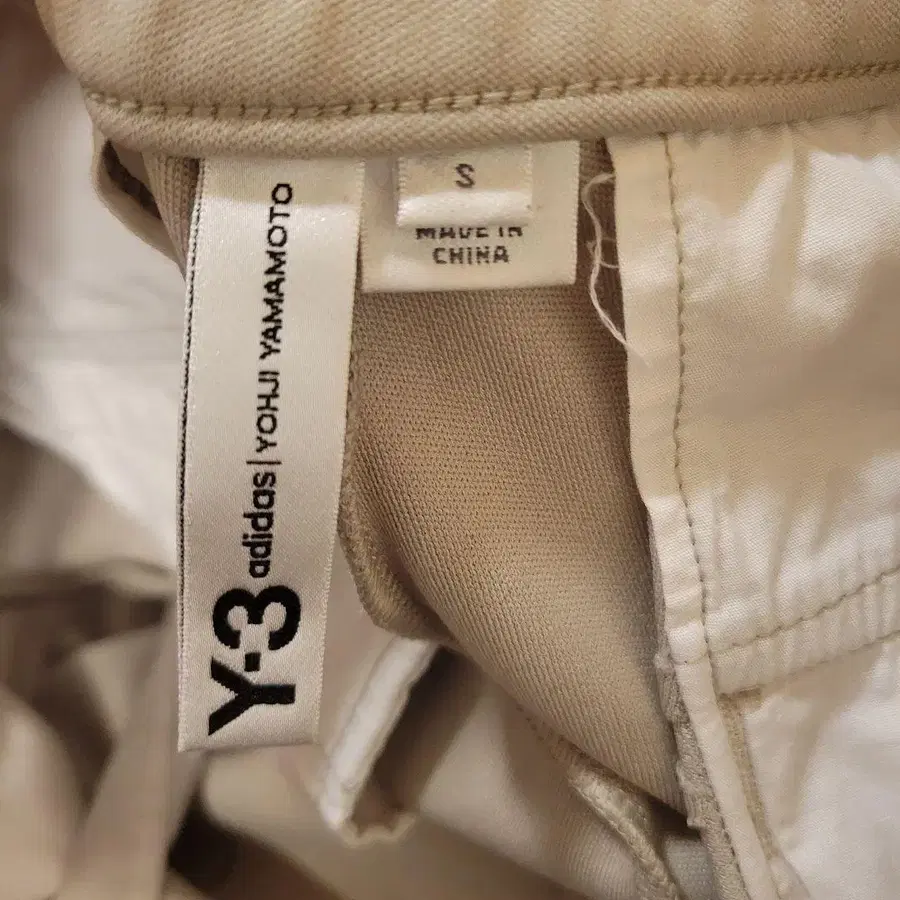 Y-3 adidas | YOHJI YAMAMOTO
S
MADE IN
CHINA